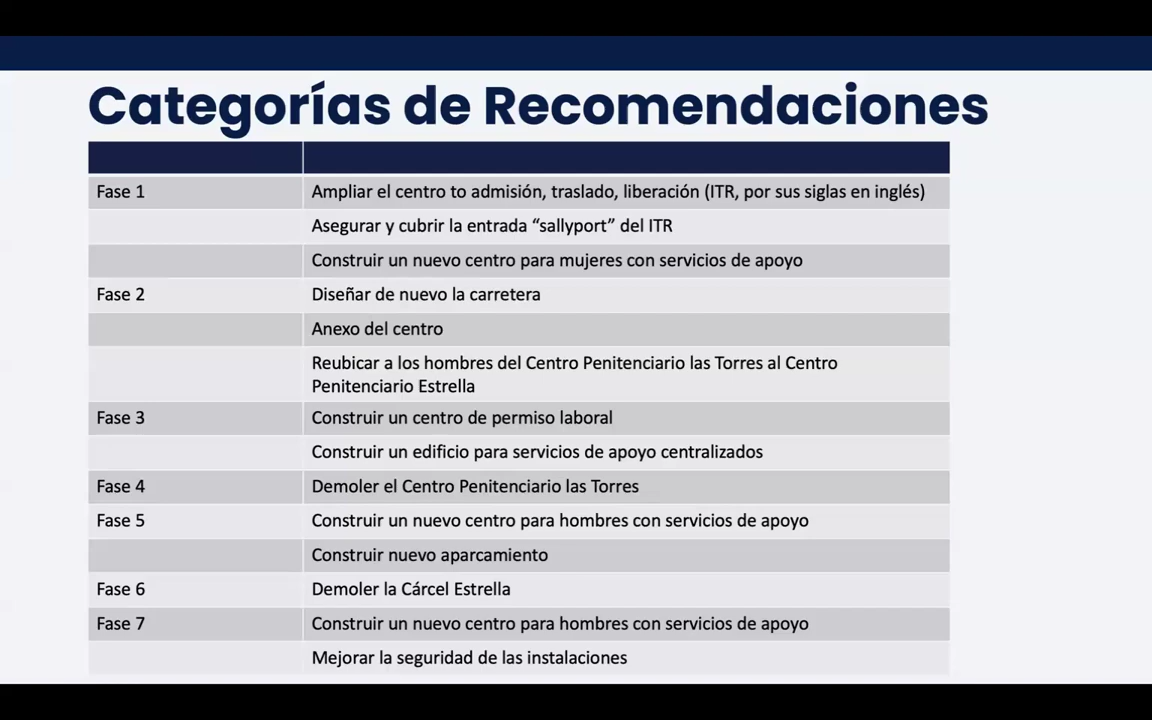 Categorías de Recomendaciones
Fase 1 Ampliar el centro to admisión, traslado, liberación (ITR, por sus siglas en inglés)
Asegurar y cubrir la entrada “sallyport” del ITR
Construir un nuevo centro para mujeres con servicios de apoyo
Fase 2 Diseñar de nuevo la carretera
Anexo del centro
Reubicar a los hombres del Centro Penitenciario las Torres al Centro
Penitenciario Estrella
Fase 3 Construir un centro de permiso laboral
Construir un edificio para servicios de apoyo centralizados
Fase 4 Demoler el Centro Penitenciario las Torres
Fase 5 Construir un nuevo centro para hombres con servicios de apoyo
Construir nuevo aparcamiento
Fase 6 Demoler la Cárcel Estrella
Fase 7 Construir un nuevo centro para hombres con servicios de apoyo
Mejorar la seguridad de las instalaciones